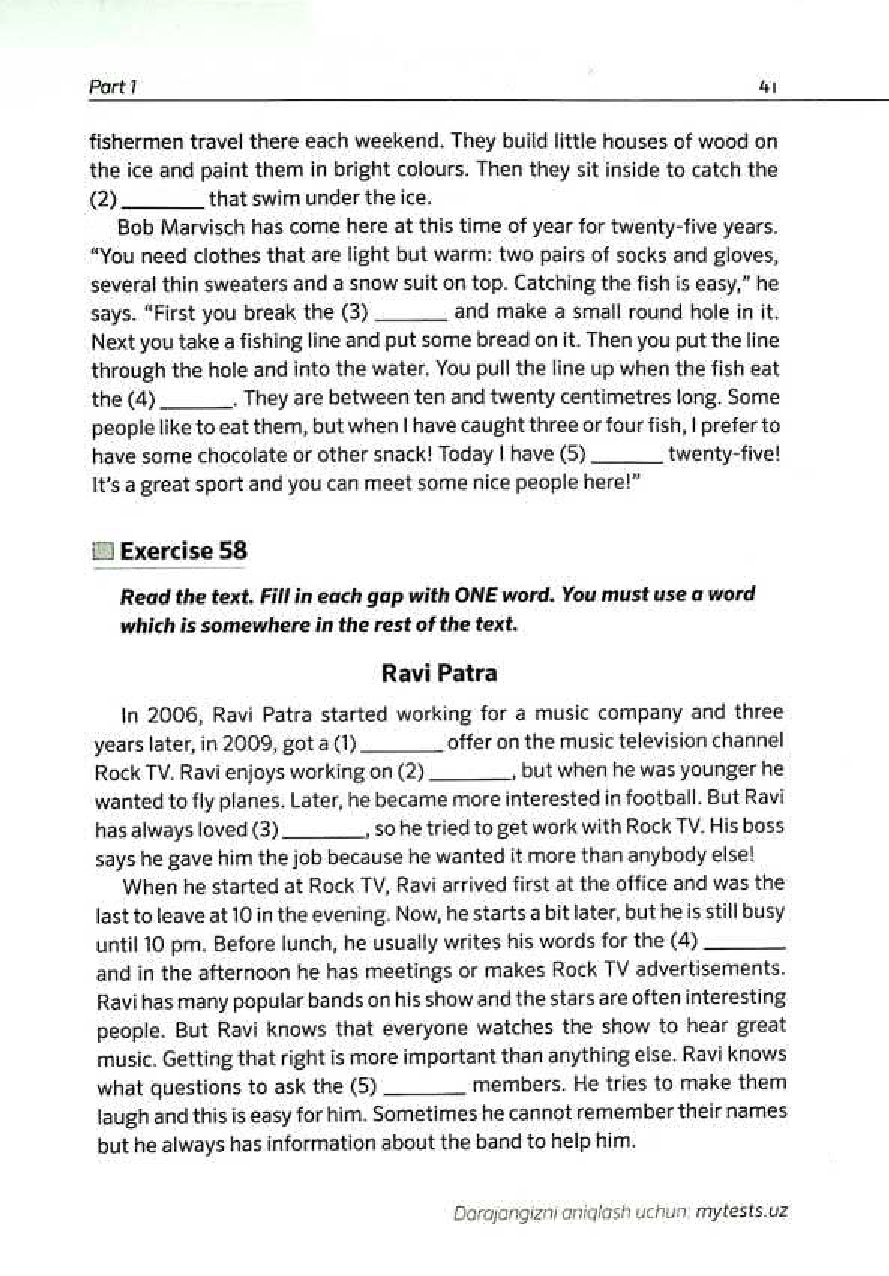 Part 1 41
fishermen travel there each weekend. They build little houses of wood on
the ice and paint them in bright colours. Then they sit inside to catch the
(2) ________ that swim under the ice.
Bob Marvisch has come here at this time of year for twenty-five years.
"You need clothes that are light but warm: two pairs of socks and gloves,
several thin sweaters and a snow suit on top. Catching the fish is easy," he
says. "First you break the (3) _______ and make a small round hole in it.
Next you take a fishing line and put some bread on it. Then you put the line
through the hole and into the water. You pull the line up when the fish eat
the (4) _______. They are between ten and twenty centimetres long. Some
people like to eat them, but when I have caught three or four fish, I prefer to
have some chocolate or other snack! Today I have (5) _______ twenty-five!
It's a great sport and you can meet some nice people here!"
Exercise 58
Read the text. Fill in each gap with ONE word. You must use a word
which is somewhere in the rest of the text.
Ravi Patra
In 2006, Ravi Patra started working for a music company and three
years later, in 2009, got a (1) ________ offer on the music television channel
Rock TV. Ravi enjoys working on (2) ________, but when he was younger he
wanted to fly planes. Later, he became more interested in football. But Ravi
has always loved (3) ________, so he tried to get work with Rock TV. His boss
says he gave him the job because he wanted it more than anybody else!
When he started at Rock TV, Ravi arrived first at the office and was the
last to leave at 10 in the evening. Now, he starts a bit later, but he is still busy
until 10 pm. Before lunch, he usually writes his words for the (4) ________
and in the afternoon he has meetings or makes Rock TV advertisements.
Ravi has many popular bands on his show and the stars are often interesting
people. But Ravi knows that everyone watches the show to hear great
music. Getting that right is more important than anything else. Ravi knows
what questions to ask the (5) ________ members. He tries to make them
laugh and this is easy for him. Sometimes he cannot remember their names
but he always has information about the band to help him.
Darajangizni aniqlash uchun: mytests.uz